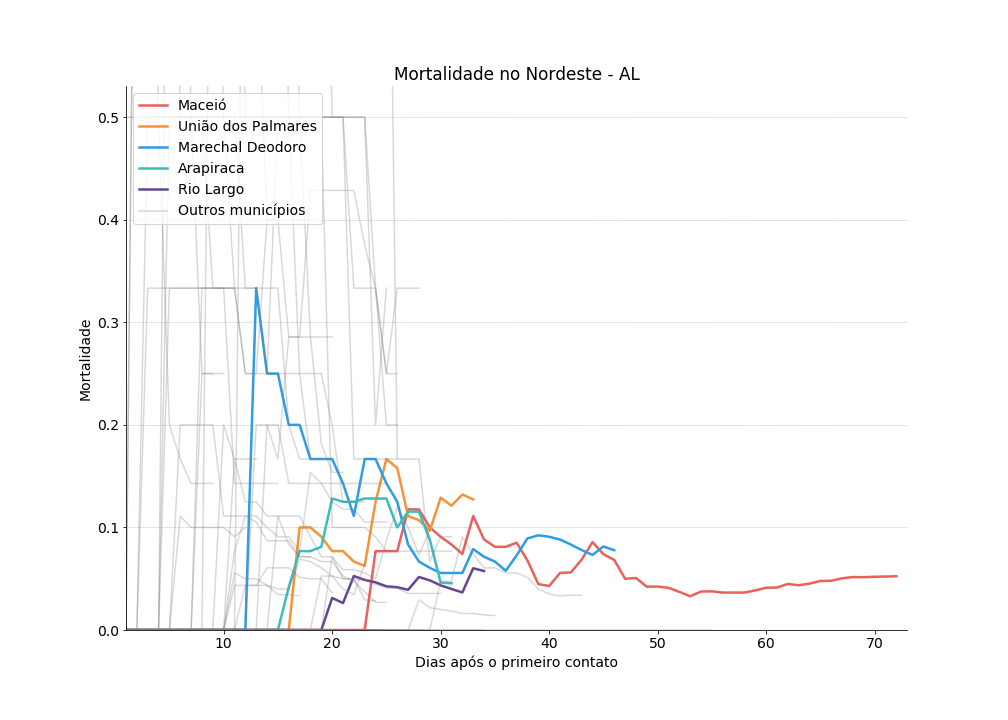 Mortalidade no Nordeste - AL
Maceió
União dos Palmares
Marechal Deodoro
Arapiraca
Rio Largo
Outros municípios
Mortalidade
0.5
0.4
0.3
0.2
0.1
0.0
10 20 30 40 50 60 70
Dias após o primeiro contato